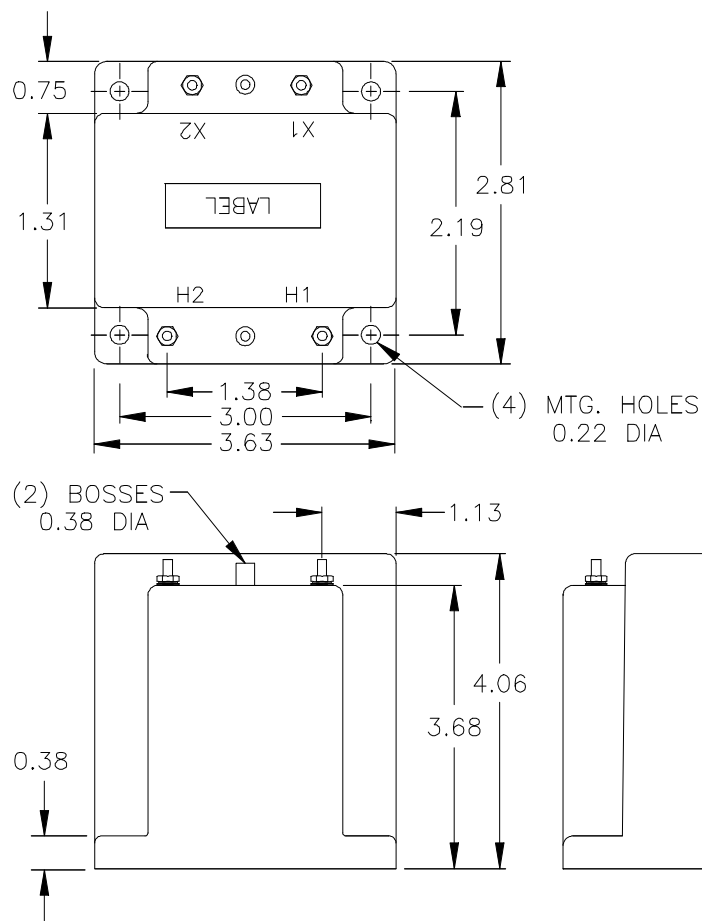 0.75
X2
X1
1.31
LABEL
2.81
2.19
H2
H1
1.38
3.00
3.63
(4) MTG. HOLES
0.22 DIA
(2) BOSSES
0.38 DIA
1.13
4.06
3.68
0.38